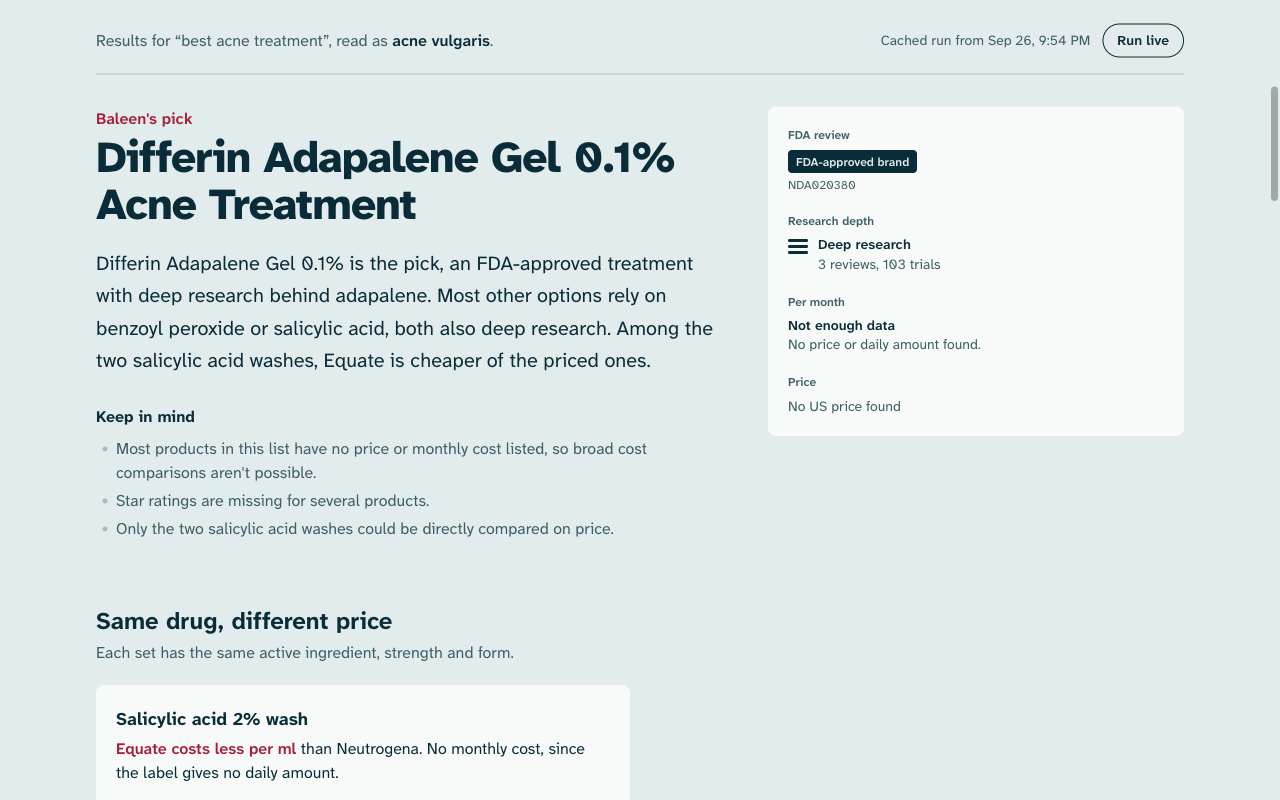 Results for “best acne treatment”, read as acne vulgaris.
Cached run from Sep 26, 9:54 PM
Run live
Baleen's pick
Differin Adapalene Gel 0.1%
Acne Treatment
Differin Adapalene Gel 0.1% is the pick, an FDA-approved treatment
with deep research behind adapalene. Most other options rely on
benzoyl peroxide or salicylic acid, both also deep research. Among the
two salicylic acid washes, Equate is cheaper of the priced ones.
Keep in mind
Most products in this list have no price or monthly cost listed, so broad cost
comparisons aren't possible.
Star ratings are missing for several products.
Only the two salicylic acid washes could be directly compared on price.
FDA review
FDA-approved brand
NDA020380
Research depth
Deep research
3 reviews, 103 trials
Per month
Not enough data
No price or daily amount found.
Price
No US price found
Same drug, different price
Each set has the same active ingredient, strength and form.
Salicylic acid 2% wash
Equate costs less per ml than Neutrogena. No monthly cost, since
the label gives no daily amount.